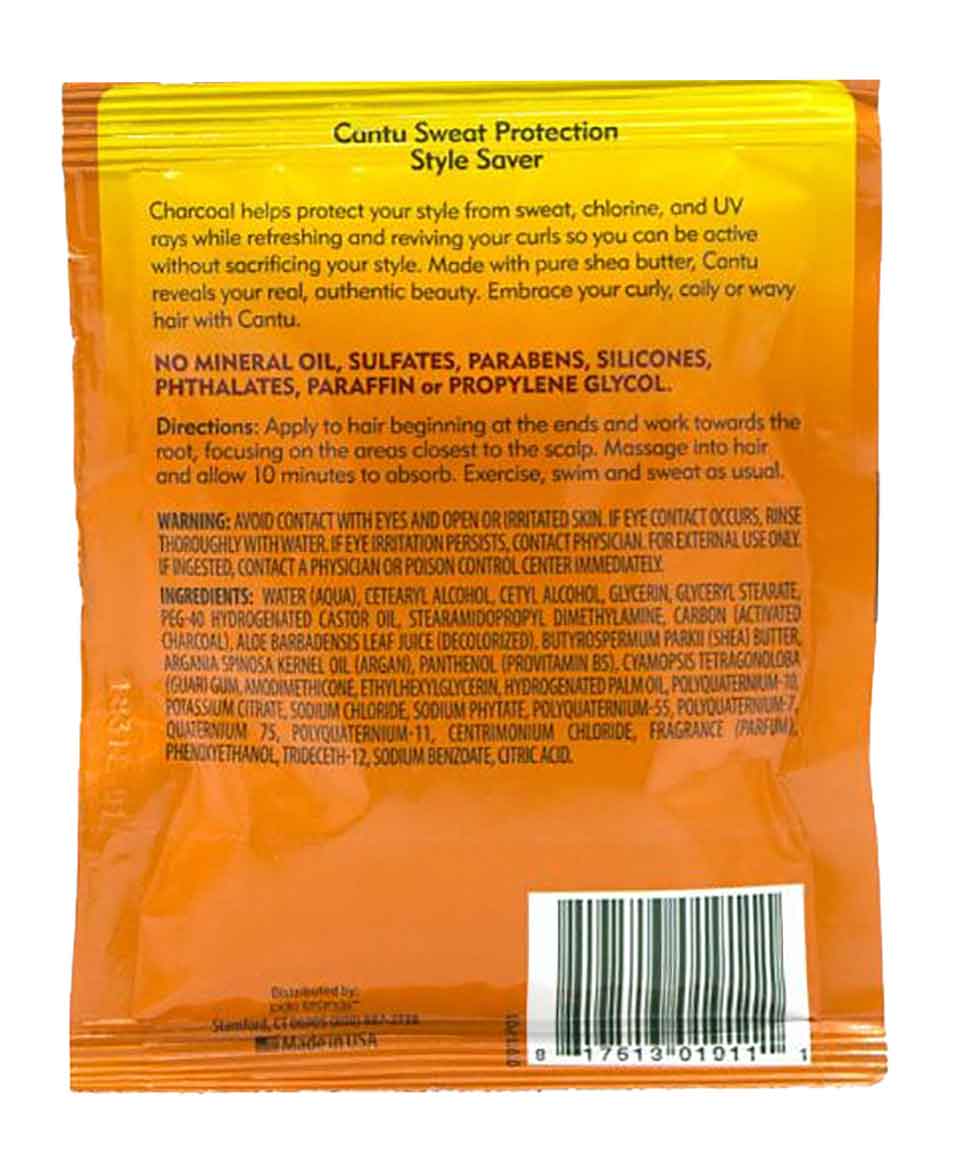 Cantu Sweat Protection
Style Saver
Charcoal helps protect your style from sweat, chlorine, and UV
rays while refreshing and reviving your curls so you can be active
without sacrificing your style. Made with pure shea butter, Cantu
reveals your real, authentic beauty. Embrace your curly, coily or wavy
hair with Cantu.
NO MINERAL OIL, SULFATES, PARABENS, SILICONES,
PHTHALATES, PARAFFIN or PROPYLENE GLYCOL.
Directions: Apply to hair beginning at the ends and work towards the
root, focusing on the areas closest to the scalp. Massage into hair
and allow 10 minutes to absorb. Exercise, swim and sweat as usual.
WARNING: AVOID CONTACT WITH EYES AND OPEN OR IRRITATED SKIN. IF EYE CONTACT OCCURS, RINSE
THOROUGHLY WITH WATER. IF EYE IRRITATION PERSISTS, CONTACT PHYSICIAN. FOR EXTERNAL USE ONLY.
IF INGESTED, CONTACT A PHYSICIAN OR POISON CONTROL CENTER IMMEDIATELY.
INGREDIENTS: WATER (AQUA), CETEARYL ALCOHOL, CETYL ALCOHOL, GLYCERIN, GLYCERYL STEARATE,
PEG-40 HYDROGENATED CASTOR OIL, STEARAMIDOPROPYL DIMETHYLAMINE, CARBON (ACTIVATED
CHARCOAL), ALOE BARBADENSIS LEAF JUICE (DECOLORIZED), BUTYROSPERMUM PARKII (SHEA) BUTTER,
ARGANIA SPINOSA KERNEL OIL (ARGAN), PANTHENOL (PROVITAMIN B5), CYAMOPSIS TETRAGONOLOBA
(GUAR) GUM, AMODIMETHICONE, ETHYLHEXYLGLYCERIN, HYDROGENATED PALM OIL, POLYQUATERNIUM-10,
POTASSIUM CITRATE, SODIUM CHLORIDE, SODIUM PHYTATE, POLYQUATERNIUM-55, POLYQUATERNIUM-7,
QUATERNIUM 75, POLYQUATERNIUM-11, CENTRIMONIUM CHLORIDE, FRAGRANCE (PARFUM),
PHENOXYETHANOL, TRIDECETH-12, SODIUM BENZOATE, CITRIC ACID.
Distributed by:
Stamford, CT
Made in USA
8 17513 01011 1